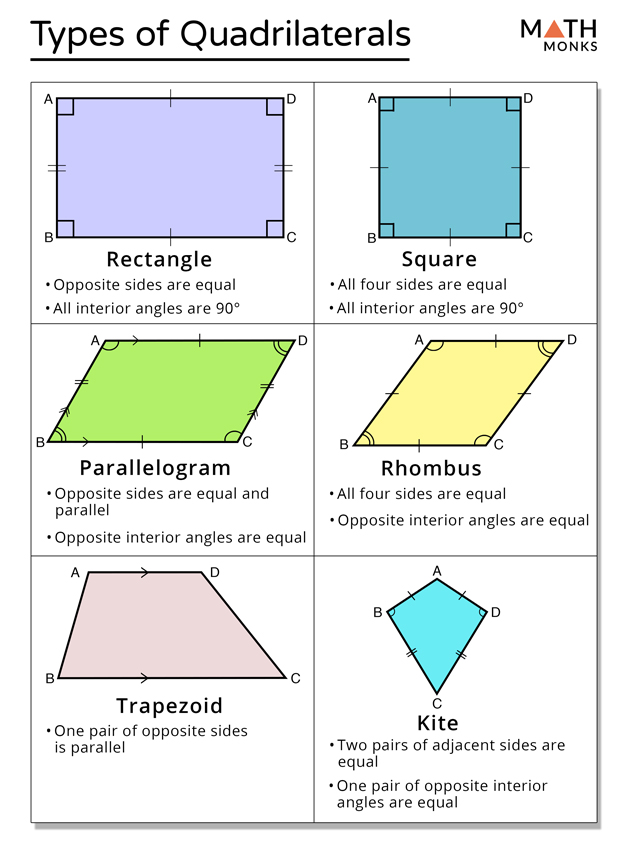 Types of Quadrilaterals
MATH
MONKS
A D
B C
Rectangle
• Opposite sides are equal
• All interior angles are 90°
A D
B C
Square
• All four sides are equal
• All interior angles are 90°
A D
B C
Parallelogram
• Opposite sides are equal and
parallel
• Opposite interior angles are equal
A D
B C
Rhombus
• All four sides are equal
• Opposite interior angles are equal
A D
B C
Trapezoid
• One pair of opposite sides
is parallel
A
B D
C
Kite
• Two pairs of adjacent sides are
equal
• One pair of opposite interior
angles are equal